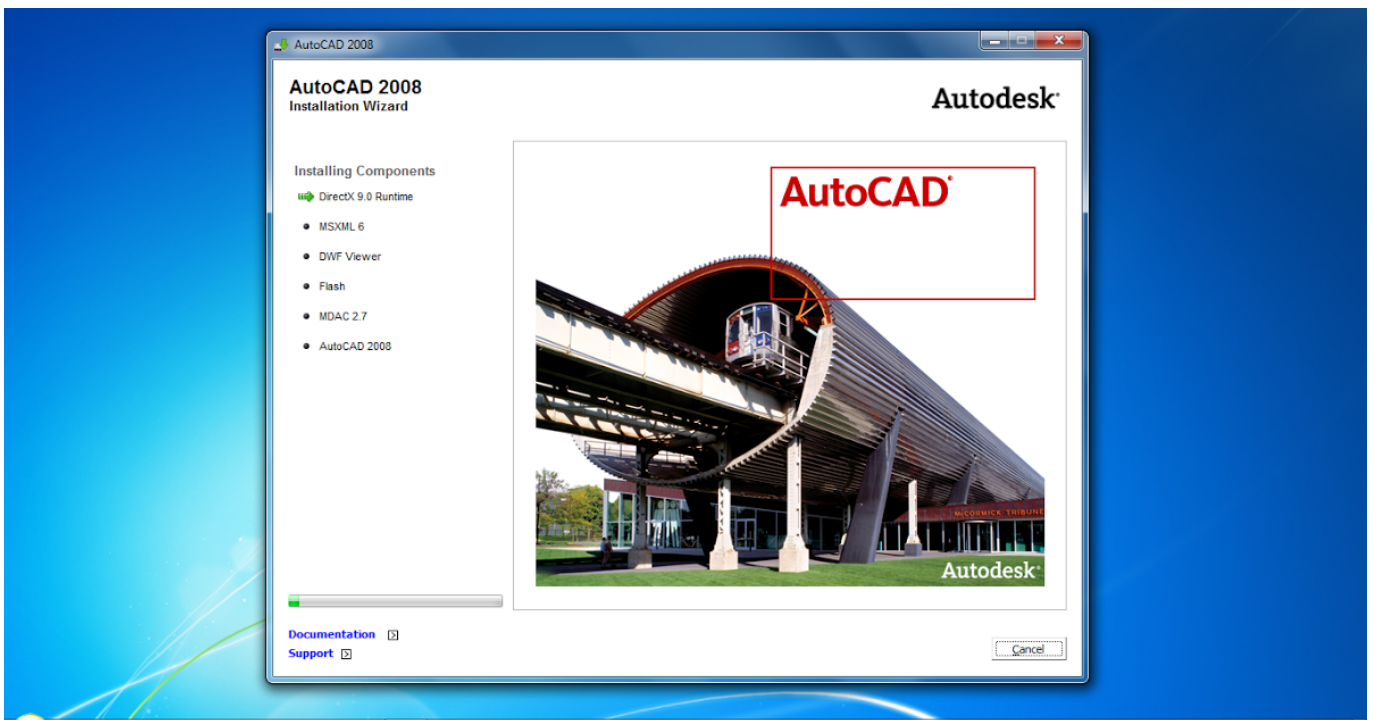 AutoCAD 2008
AutoCAD 2008
Installation Wizard
Autodesk
Installing Components
DirectX 9.0 Runtime
MSXML 6
DWF Viewer
Flash
MDAC 2.7
AutoCAD 2008
AutoCAD
McCORMICK TRIBUNE
Autodesk
Documentation
Support
Cancel